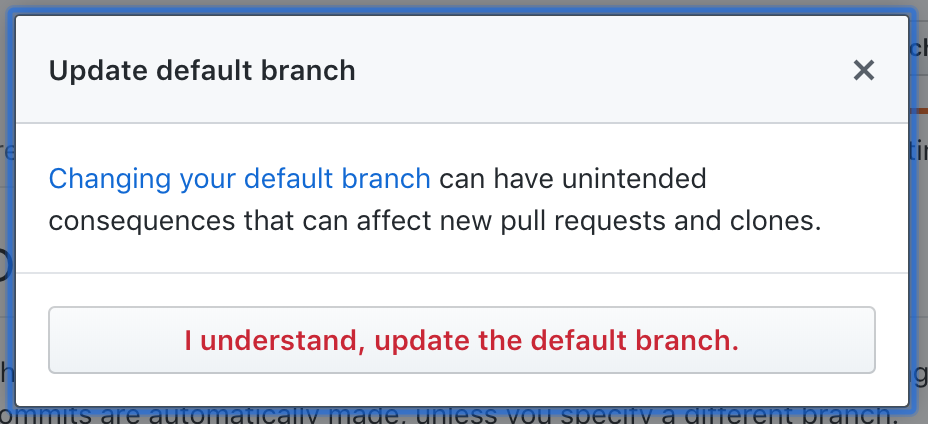 Update default branch
Changing your default branch can have unintended
consequences that can affect new pull requests and clones.
I understand, update the default branch.
ommits are automatically made, unless you specify a different branch.